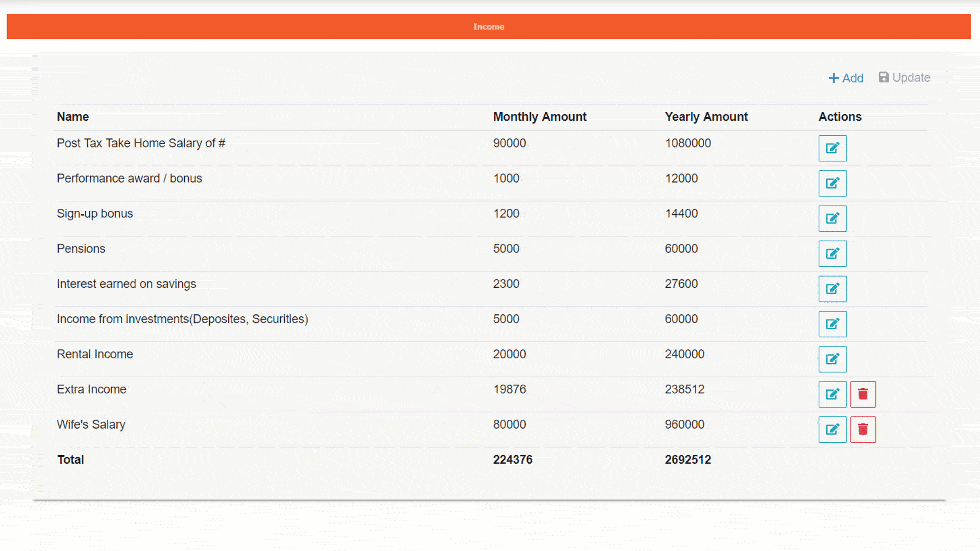 Income
Add Update
Name Monthly Amount Yearly Amount Actions
Post Tax Take Home Salary of # 90000 1080000
Performance award / bonus 1000 12000
Sign-up bonus 1200 14400
Pensions 5000 60000
Interest earned on savings 2300 27600
Income from Investments(Deposites, Securities) 5000 60000
Rental Income 20000 240000
Extra Income 19876 238512
Wife's Salary 80000 960000
Total 224376 2692512